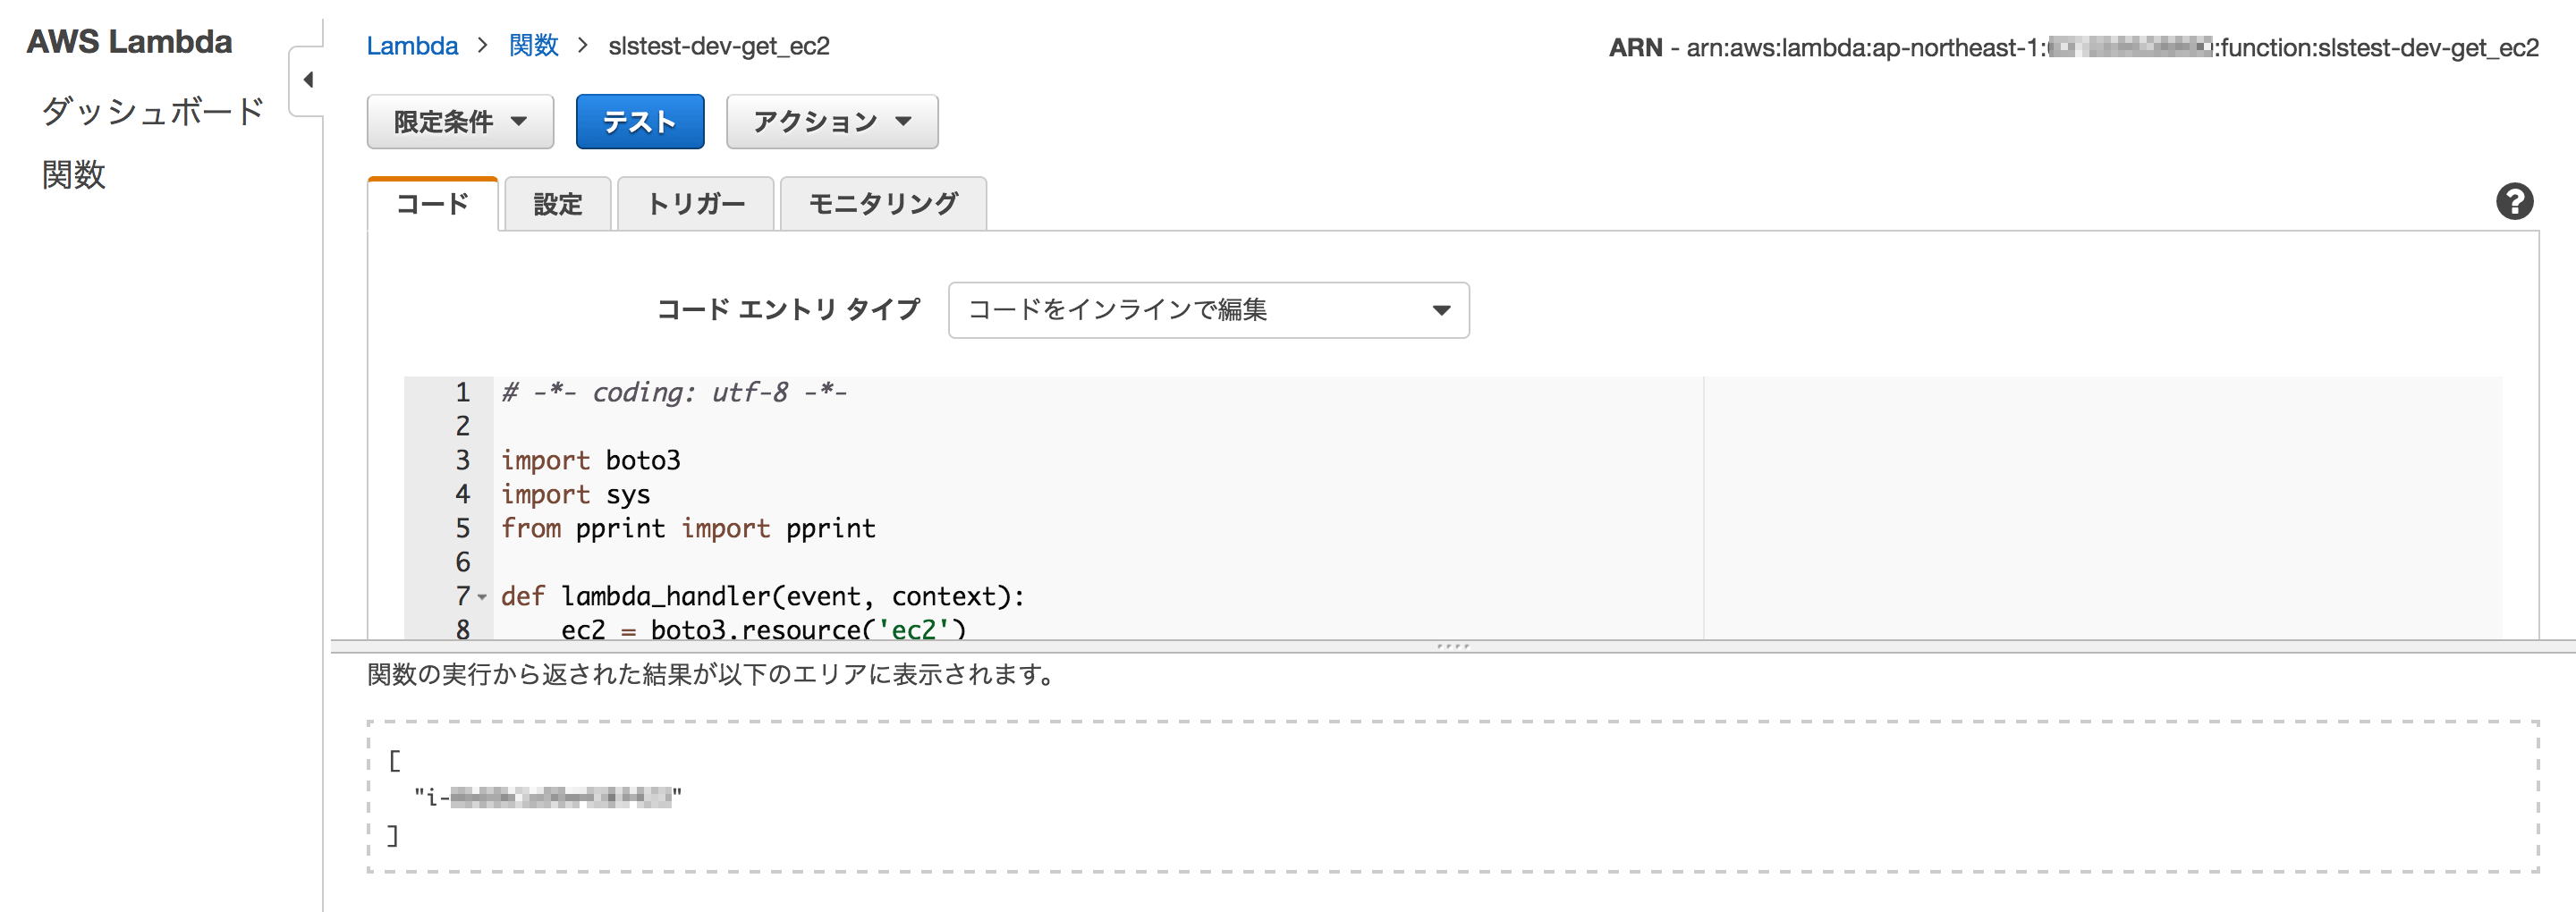 AWS Lambda
ダッシュボード
関数
Lambda > 関数 > slstest-dev-get_ec2
ARN - arn:aws:lambda:ap-northeast-1: :function:slstest-dev-get_ec2
限定条件 テスト アクション
コード 設定 トリガー モニタリング
コード エントリ タイプ コードをインラインで編集
1 # -*- coding: utf-8 -*-
2
3 import boto3
4 import sys
5 from pprint import pprint
6
7 def lambda_handler(event, context):
8 ec2 = boto3.resource('ec2')
関数の実行から返された結果が以下のエリアに表示されます。
[
"i- "
]